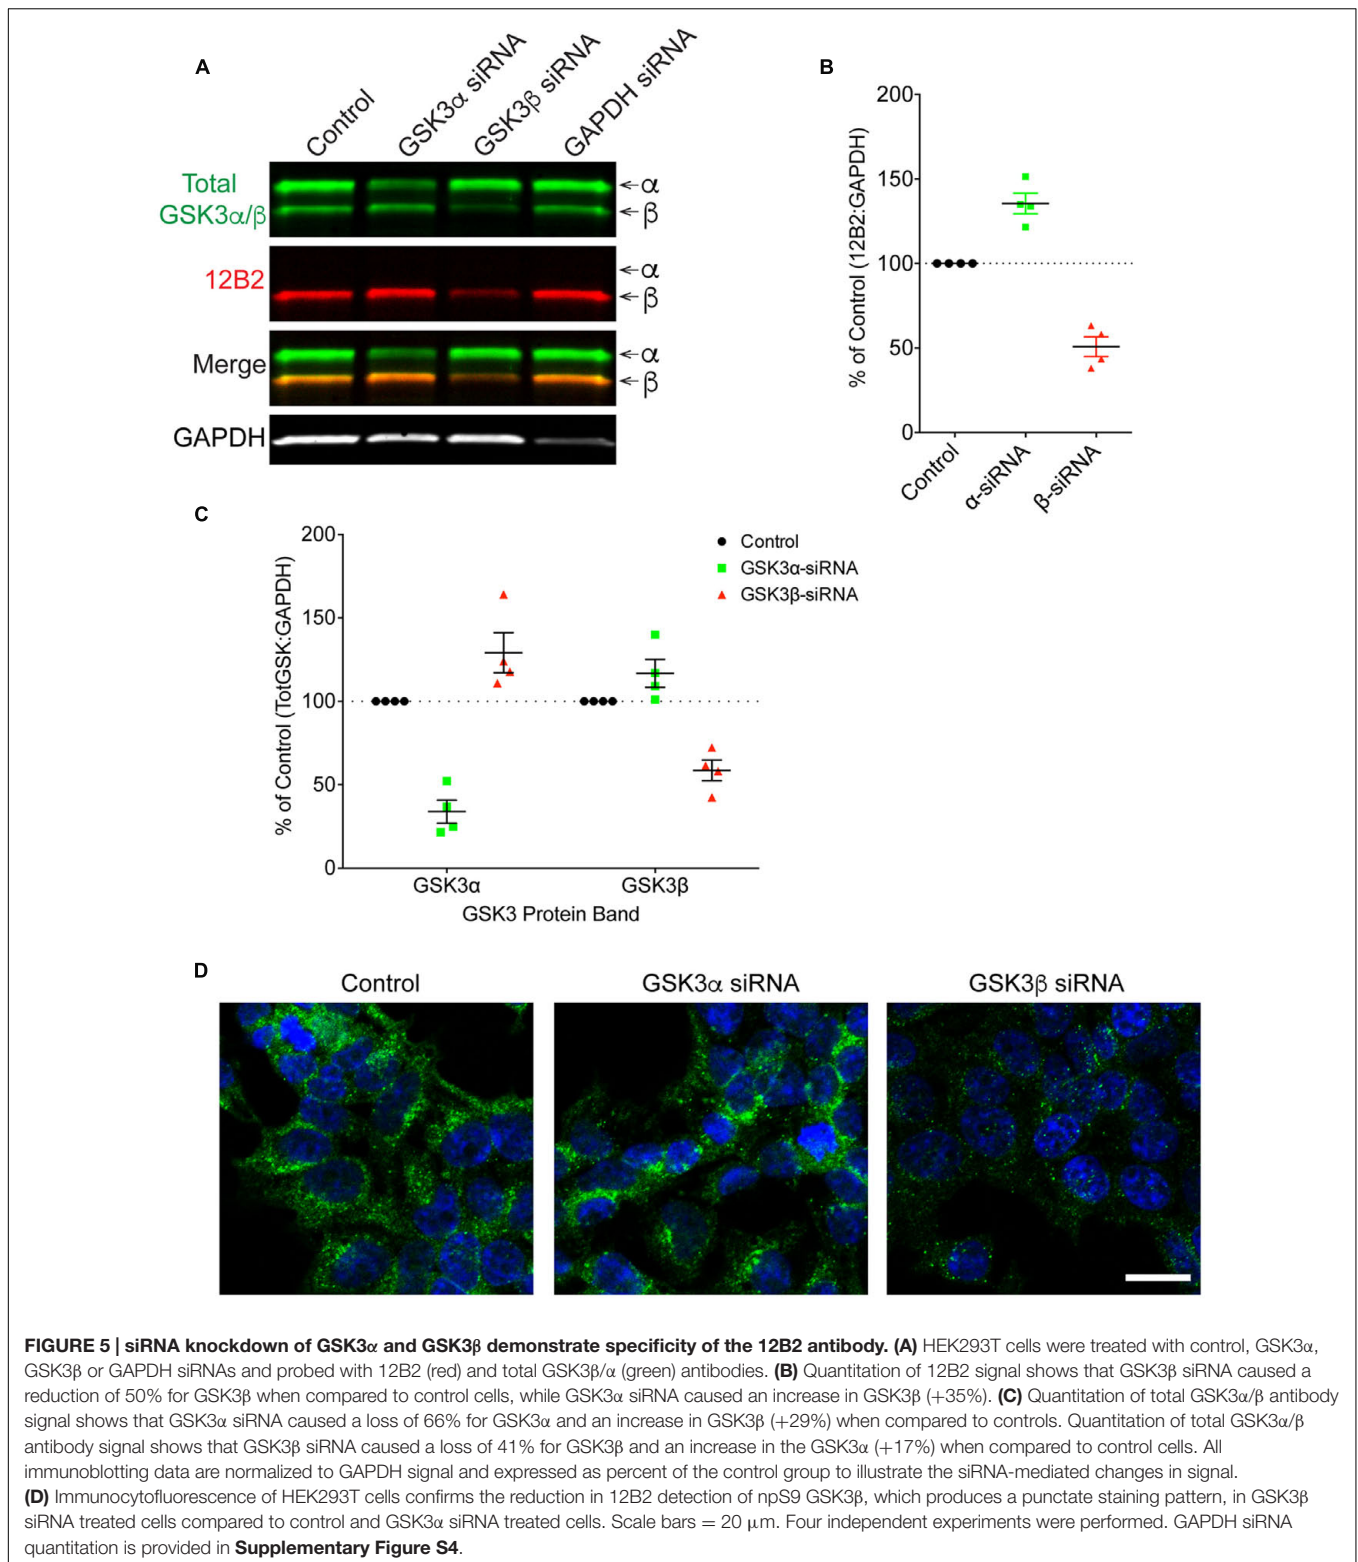 A
Control
GSK3α siRNA
GSK3β siRNA
GAPDH siRNA
Total
GSK3α/β
←α
←β
12B2
←α
←β
Merge
←α
←β
GAPDH
B
% of Control (12B2:GAPDH)
200
150
100
50
0
Control
α-siRNA
β-siRNA
C
% of Control (TotGSK:GAPDH)
200
150
100
50
0
Control
GSK3α-siRNA
GSK3β-siRNA
GSK3α
GSK3β
GSK3 Protein Band
D
Control
GSK3α siRNA
GSK3β siRNA
FIGURE 5 | siRNA knockdown of GSK3α and GSK3β demonstrate specificity of the 12B2 antibody. (A) HEK293T cells were treated with control, GSK3α,
GSK3β or GAPDH siRNAs and probed with 12B2 (red) and total GSK3β/α (green) antibodies. (B) Quantitation of 12B2 signal shows that GSK3β siRNA caused a
reduction of 50% for GSK3β when compared to control cells, while GSK3α siRNA caused an increase in GSK3β (+35%). (C) Quantitation of total GSK3α/β antibody
signal shows that GSK3α siRNA caused a loss of 66% for GSK3α and an increase in GSK3β (+29%) when compared to controls. Quantitation of total GSK3α/β
antibody signal shows that GSK3β siRNA caused a loss of 41% for GSK3β and an increase in the GSK3α (+17%) when compared to control cells. All
immunoblotting data are normalized to GAPDH signal and expressed as percent of the control group to illustrate the siRNA-mediated changes in signal.
(D) Immunocytofluorescence of HEK293T cells confirms the reduction in 12B2 detection of npS9 GSK3β, which produces a punctate staining pattern, in GSK3β
siRNA treated cells compared to control and GSK3α siRNA treated cells. Scale bars = 20 μm. Four independent experiments were performed. GAPDH siRNA
quantitation is provided in Supplementary Figure S4.